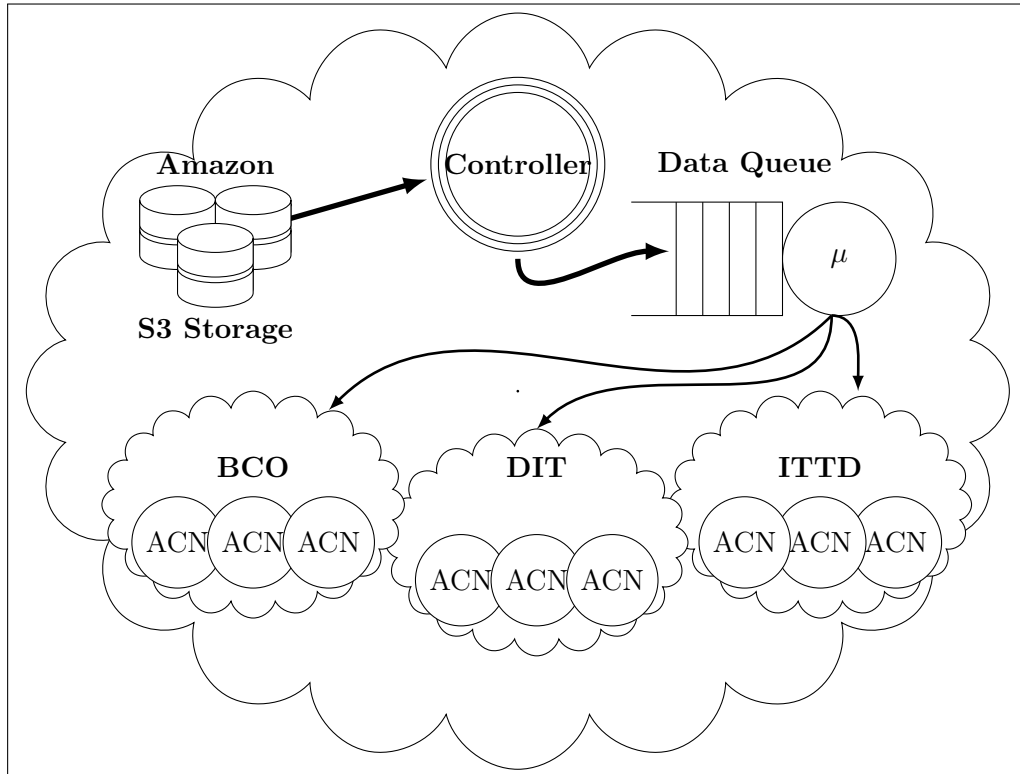 Amazon
S3 Storage
Controller
Data Queue
μ
BCO
ACN ACN ACN
DIT
ACN ACN ACN
ITTD
ACN ACN ACN